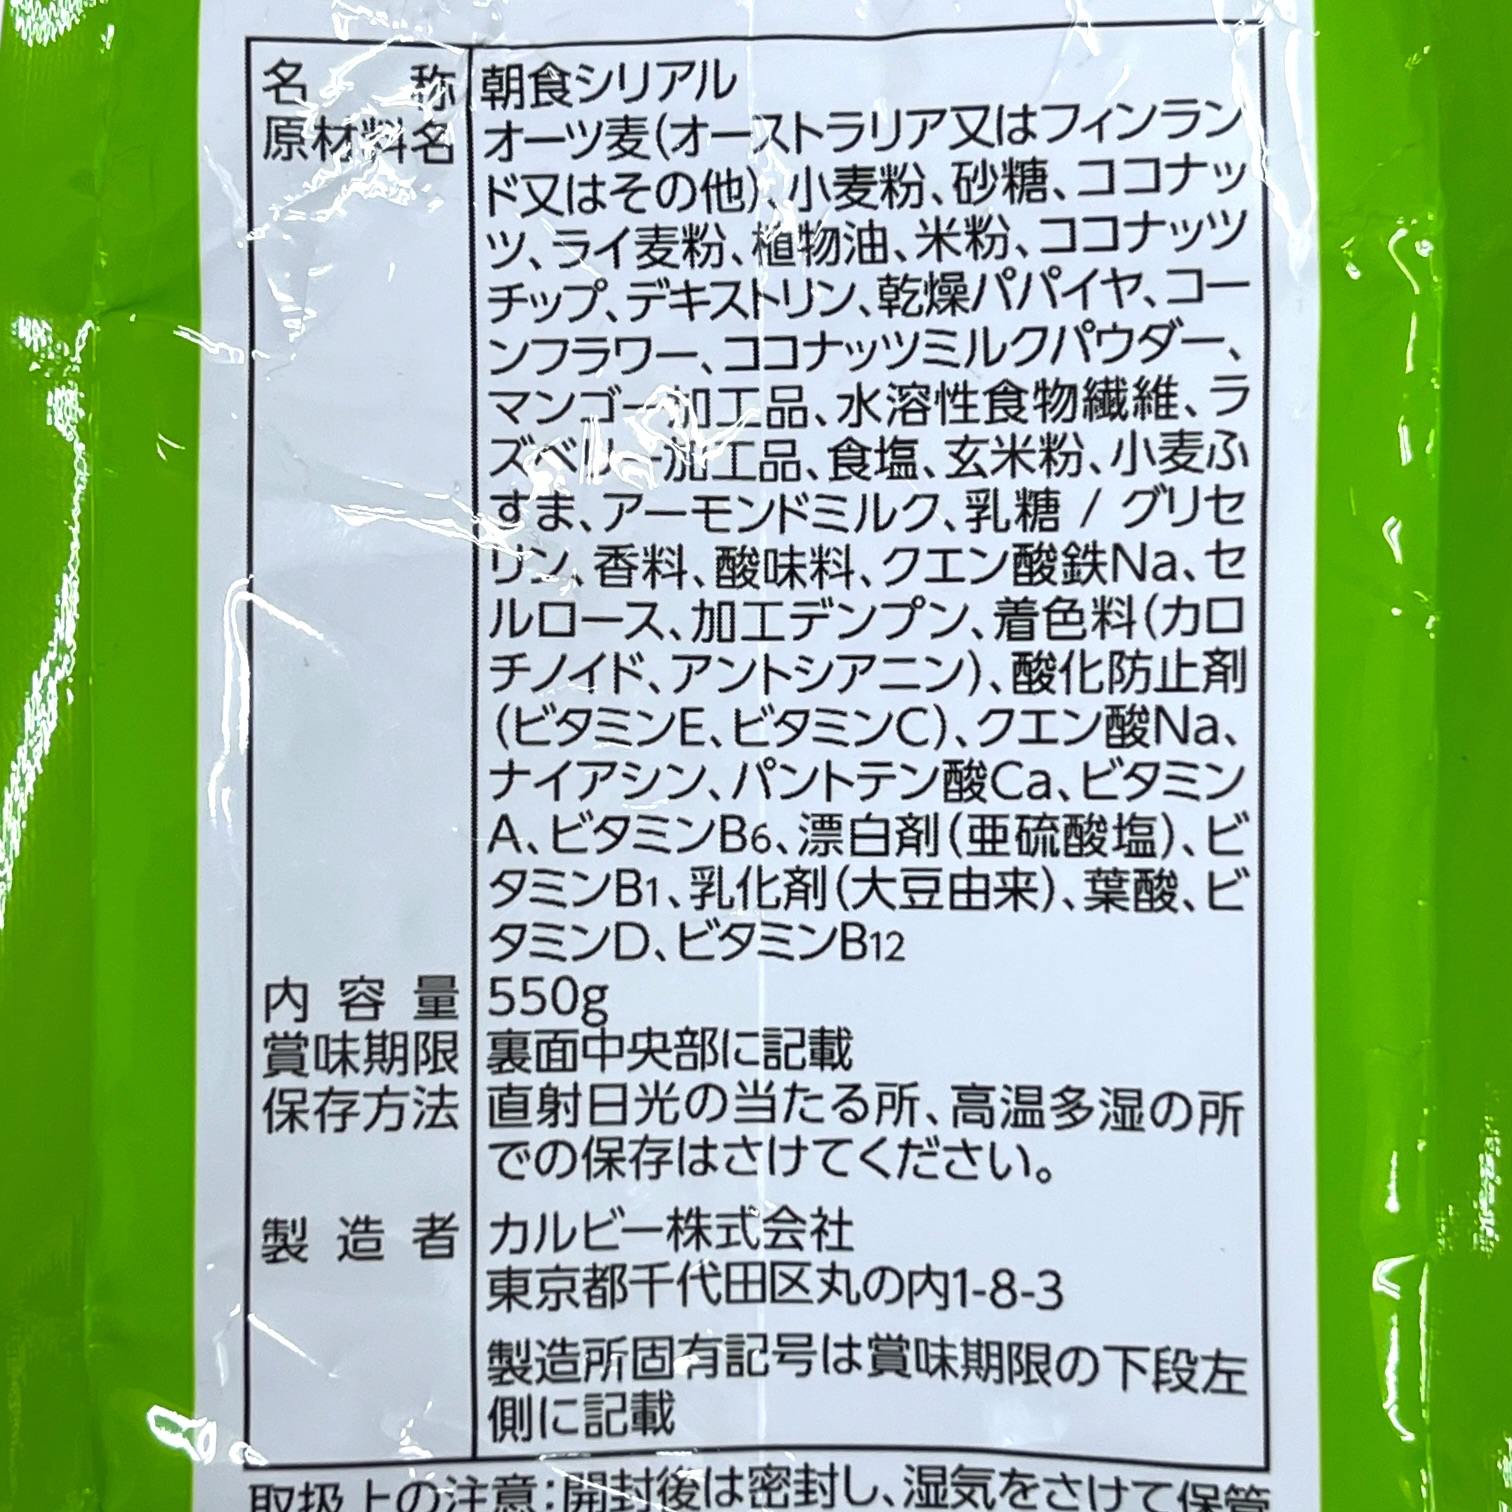 名 称 朝食シリアル
原材料名 オーツ麦(オーストラリア又はフィンラン
ド又はその他)、小麦粉、砂糖、ココナッ
ツ、ライ麦粉、植物油、米粉、ココナッツ
チップ、デキストリン、乾燥パパイヤ、コー
ンフラワー、ココナッツミルクパウダー、
マンゴー加工品、水溶性食物繊維、ラ
ズベリー加工品、食塩、玄米粉、小麦ふ
すま、アーモンドミルク、乳糖 / グリセ
リン、香料、酸味料、クエン酸鉄Na、セ
ルロース、加工デンプン、着色料(カロ
チノイド、アントシアニン)、酸化防止剤
(ビタミンE、ビタミンC)、クエン酸Na、
ナイアシン、パントテン酸Ca、ビタミン
A、ビタミンB6、漂白剤(亜硫酸塩)、ビ
タミンB1、乳化剤(大豆由来)、葉酸、ビ
タミンD、ビタミンB12
内容量 550g
賞味期限 裏面中央部に記載
保存方法 直射日光の当たる所、高温多湿の所
での保存はさけてください。
製造者 カルビー株式会社
東京都千代田区丸の内1-8-3
製造所固有記号は賞味期限の下段左
側に記載
取扱上の注意:開封後は密封し、湿気をさけて保管